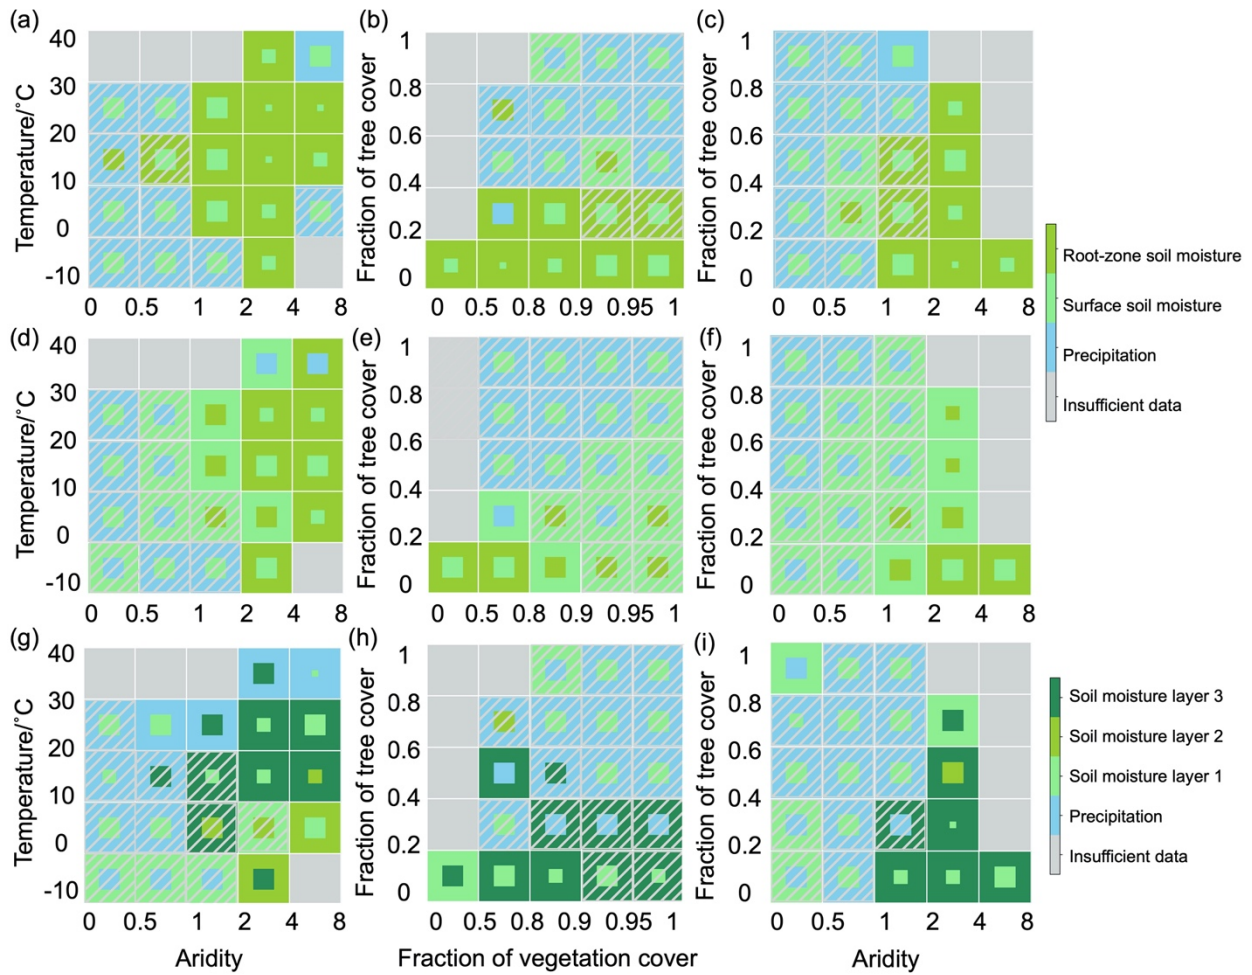 (a) (b) (c)
Temperature/°C
40
30
20
10
0
-10
0 0.5 1 2 4 8
Fraction of tree cover
1
0.8
0.6
0.4
0.2
0
0 0.5 0.8 0.9 0.95 1
Fraction of tree cover
1
0.8
0.6
0.4
0.2
0
0 0.5 1 2 4 8
Root-zone soil moisture
Surface soil moisture
Precipitation
Insufficient data
(d) (e) (f)
Temperature/°C
40
30
20
10
0
-10
0 0.5 1 2 4 8
Fraction of tree cover
1
0.8
0.6
0.4
0.2
0
0 0.5 0.8 0.9 0.95 1
Fraction of tree cover
1
0.8
0.6
0.4
0.2
0
0 0.5 1 2 4 8
(g) (h) (i)
Temperature/°C
40
30
20
10
0
-10
0 0.5 1 2 4 8
Aridity
Fraction of tree cover
1
0.8
0.6
0.4
0.2
0
0 0.5 0.8 0.9 0.95 1
Fraction of vegetation cover
Fraction of tree cover
1
0.8
0.6
0.4
0.2
0
0 0.5 1 2 4 8
Aridity
Soil moisture layer 3
Soil moisture layer 2
Soil moisture layer 1
Precipitation
Insufficient data